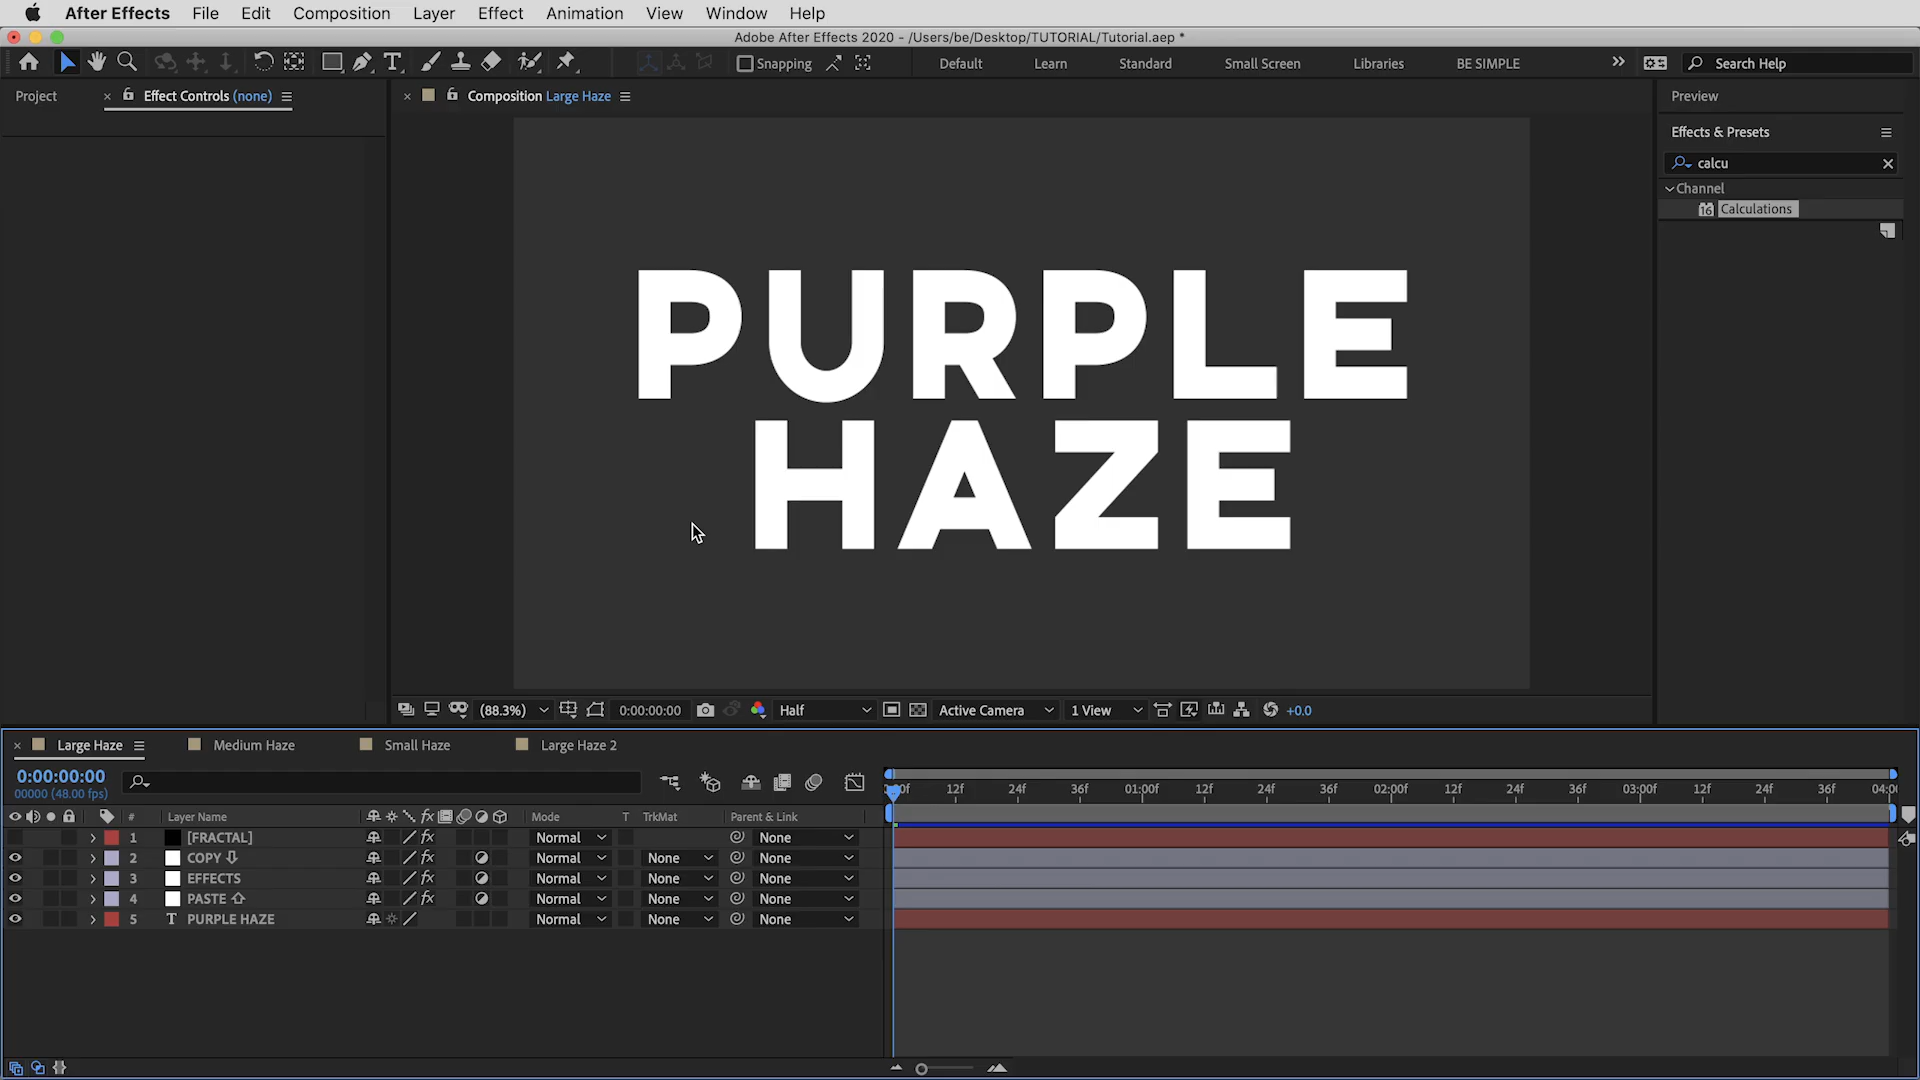 After Effects File Edit Composition Layer Effect Animation View Window Help
Adobe After Effects 2020 - /Users/be/Desktop/TUTORIAL/Tutorial.aep *
Snapping Default Learn Standard Small Screen Libraries BE SIMPLE Search Help
Project Effect Controls (none) Composition Large Haze Preview
Effects & Presets
calcu
Channel
16 Calculations
PURPLE
HAZE
(88.3%) 0:00:00:00 Half Active Camera 1 View +0.0
Large Haze Medium Haze Small Haze Large Haze 2
0:00:00:00
00000 (48.00 fps)
12f 24f 36f 01:00f 12f 24f 36f 02:00f 12f 24f 36f 03:00f 12f 24f 36f
# Layer Name fx Mode T TrkMat Parent & Link
1 [FRACTAL] fx Normal None
2 COPY fx Normal None None
3 EFFECTS fx Normal None None
4 PASTE fx Normal None None
5 T PURPLE HAZE Normal None None